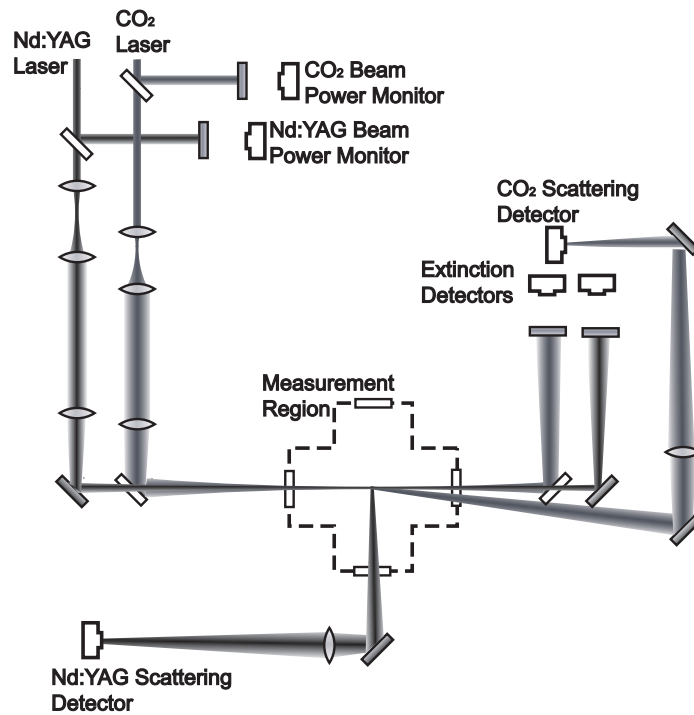 Nd:YAG
Laser
CO₂
Laser
CO₂ Beam
Power Monitor
Nd:YAG Beam
Power Monitor
CO₂ Scattering
Detector
Extinction
Detectors
Measurement
Region
Nd:YAG Scattering
Detector